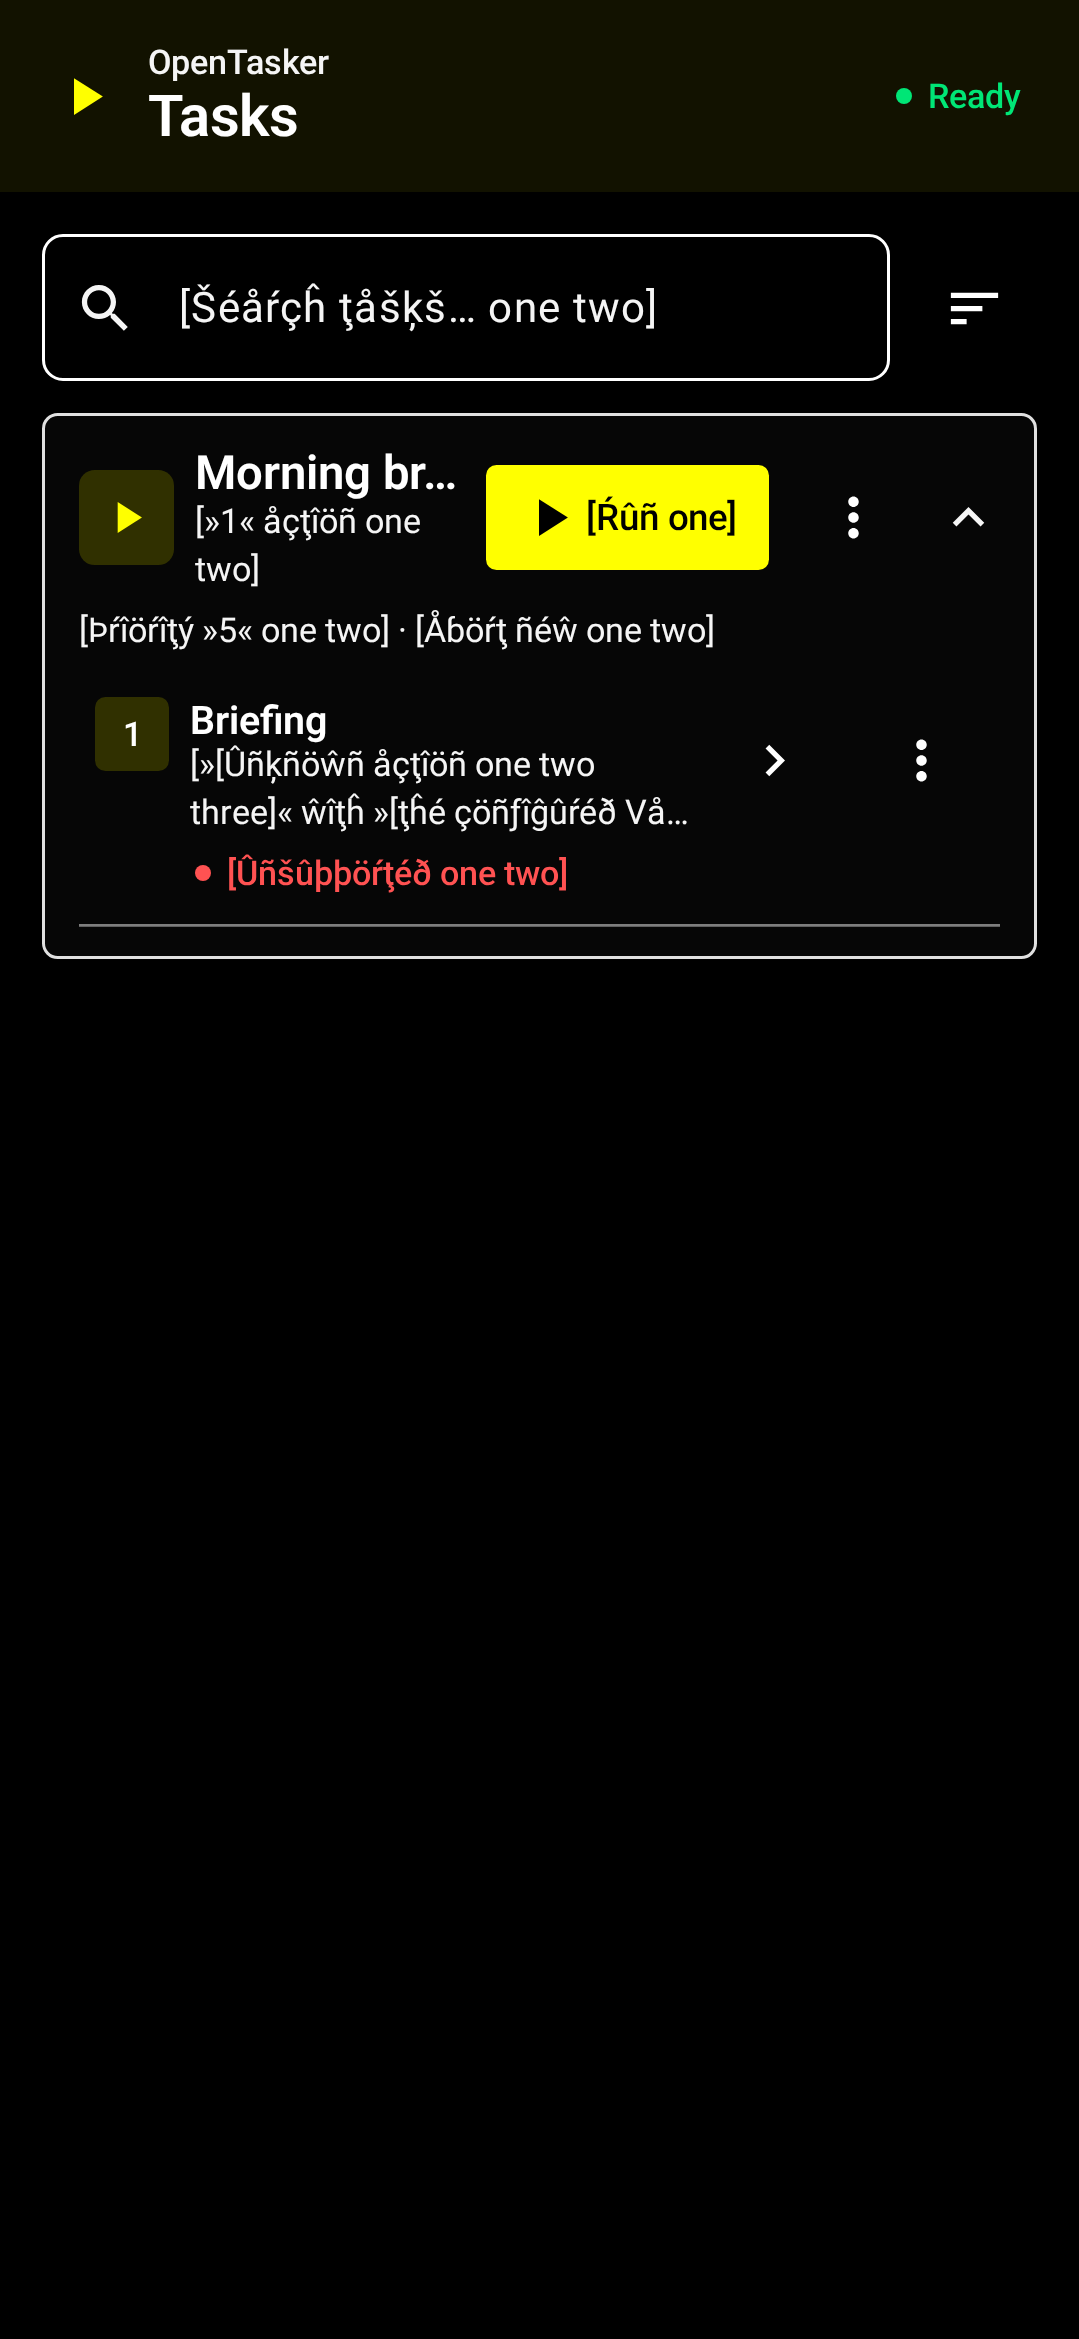 OpenTasker
Tasks
Ready
[Šéåŕçĥ ţåšķš… one two]
Morning br…
[»1« åçţîöñ one
two]
[Ŕûñ one]
[Þŕîöŕîţý »5« one two] · [Åƀöŕţ ñéŵ one two]
1
Briefing
[»[Ûñķñöŵñ åçţîöñ one two
three]« ŵîţĥ »[ţĥé çöñƒîĝûŕéð Vå…
[Ûñšûþþöŕţéð one two]